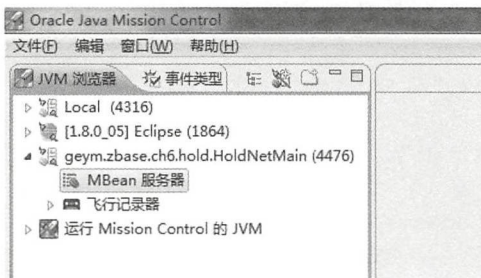 Oracle Java Mission Control
文件(F) 编辑 窗口(W) 帮助(H)
JVM 浏览器 事件类型
Local (4316)
[1.8.0_05] Eclipse (1864)
geym.zbase.ch6.hold.HoldNetMain (4476)
MBean 服务器
飞行记录器
运行 Mission Control 的 JVM